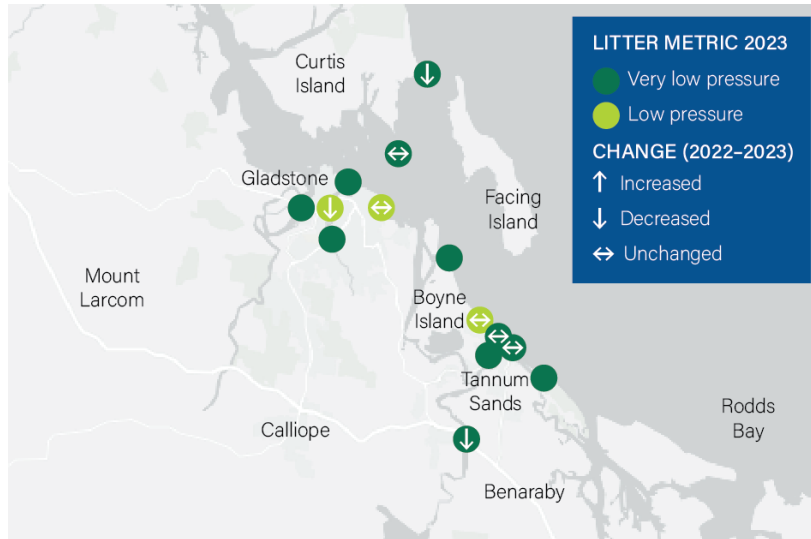 LITTER METRIC 2023
Very low pressure
Low pressure
CHANGE (2022–2023)
↑ Increased
↓ Decreased
↔ Unchanged
Curtis
Island
Gladstone
Facing
Island
Mount
Larcom
Boyne
Island
Tannum
Sands
Calliope
Rodds
Bay
Benaraby